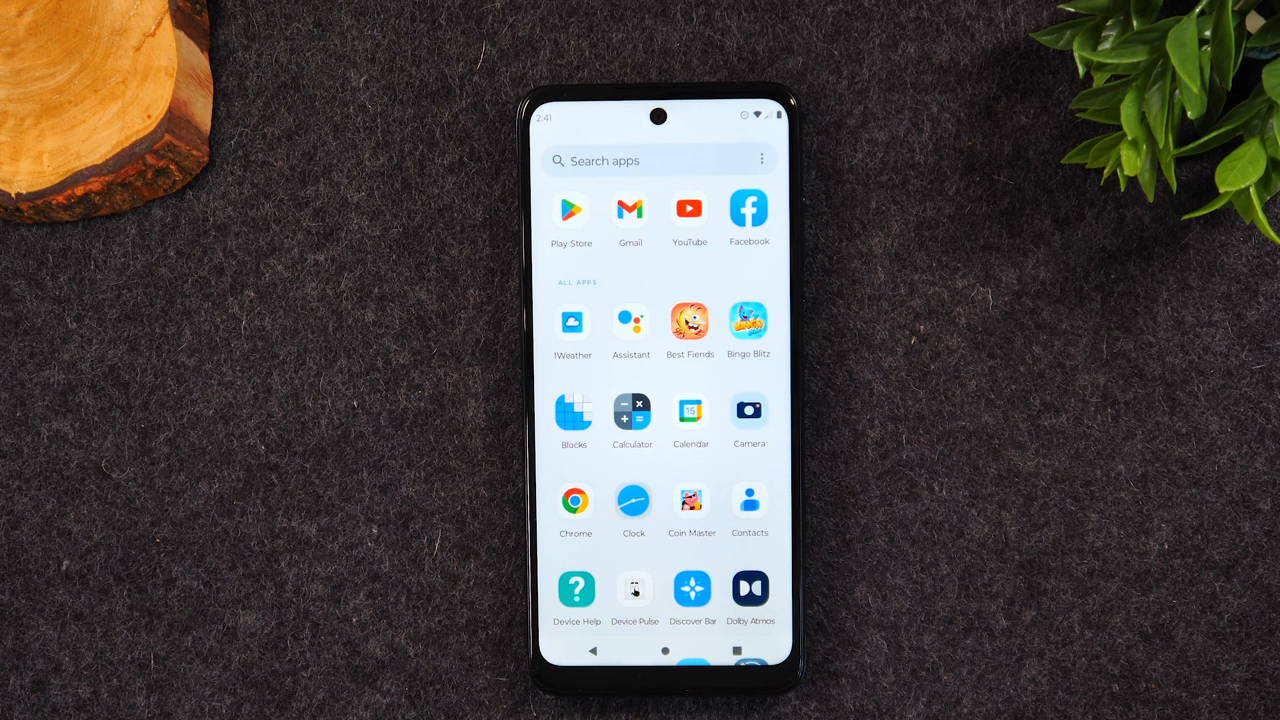 2:41
Search apps
Play Store Gmail YouTube Facebook
ALL APPS
1Weather Assistant Best Fiends Bingo Blitz
Blocks Calculator Calendar Camera
15
Chrome Clock Coin Master Contacts
Device Help Device Pulse Discover Bar Dolby Atmos